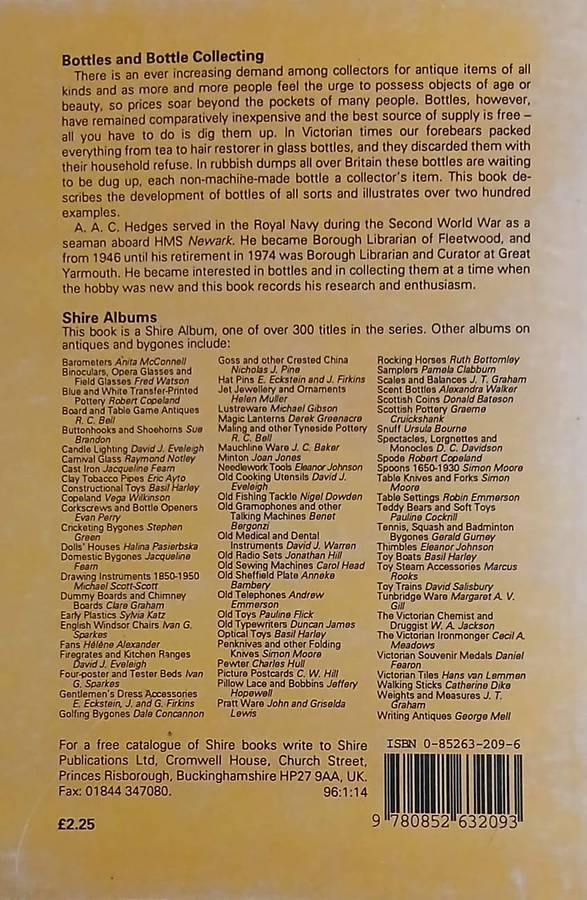 Bottles and Bottle Collecting
There is an ever increasing demand among collectors for antique items of all
kinds and as more and more people feel the urge to possess objects of age or
beauty, so prices soar beyond the pockets of many people. Bottles, however,
have remained comparatively inexpensive and the best source of supply is free –
all you have to do is dig them up. In Victorian times our forebears packed
everything from tea to hair restorer in glass bottles, and they discarded them with
their household refuse. In rubbish dumps all over Britain these bottles are waiting
to be dug up, each non-machine-made bottle a collector's item. This book de-
scribes the development of bottles of all sorts and illustrates over two hundred
examples.
A. A. C. Hedges served in the Royal Navy during the Second World War as a
seaman aboard HMS Newark. He became Borough Librarian of Fleetwood, and
from 1946 until his retirement in 1974 was Borough Librarian and Curator at Great
Yarmouth. He became interested in bottles and in collecting them at a time when
the hobby was new and this book records his research and enthusiasm.
Shire Albums
This book is a Shire Album, one of over 300 titles in the series. Other albums on
antiques and bygones include:
Barometers Anita McConnell
Binoculars, Opera Glasses and
Field Glasses Fred Watson
Blue and White Transfer-Printed
Pottery Robert Copeland
Board and Table Game Antiques
R. C. Bell
Buttonhooks and Shoehorns Sue
Brandon
Candle Lighting David J. Eveleigh
Carnival Glass Raymond Notley
Cast Iron Jacqueline Fearn
Clay Tobacco Pipes Eric Ayto
Constructional Toys Basil Harley
Copeland Vega Wilkinson
Corkscrews and Bottle Openers
Evan Perry
Cricketing Bygones Stephen
Green
Dolls' Houses Halina Pasierbska
Domestic Bygones Jacqueline
Fearn
Drawing Instruments 1850-1950
Michael Scott-Scott
Dummy Boards and Chimney
Boards Clare Graham
Early Plastics Sylvia Katz
English Windsor Chairs Ivan G.
Sparkes
Fans Hélène Alexander
Firegrates and Kitchen Ranges
David J. Eveleigh
Four-poster and Tester Beds Ivan
G. Sparkes
Gentlemen's Dress Accessories
E. Eckstein, J. and G. Firkins
Golfing Bygones Dale Concannon
Goss and other Crested China
Nicholas J. Pine
Hat Pins E. Eckstein and J. Firkins
Jet Jewellery and Ornaments
Helen Muller
Lustreware Michael Gibson
Magic Lanterns Derek Greenacre
Maling and other Tyneside Pottery
R. C. Bell
Mauchline Ware J. C. Baker
Minton Joan Jones
Needlework Tools Eleanor Johnson
Old Cooking Utensils David J.
Eveleigh
Old Fishing Tackle Nigel Dowden
Old Gramophones and other
Talking Machines Benet
Bergonzi
Old Medical and Dental
Instruments David J. Warren
Old Radio Sets Jonathan Hill
Old Sewing Machines Carol Head
Old Sheffield Plate Anneke
Bambery
Old Telephones Andrew
Emmerson
Old Toys Pauline Flick
Old Typewriters Duncan James
Optical Toys Basil Harley
Penknives and other Folding
Knives Simon Moore
Pewter Charles Hull
Picture Postcards C. W. Hill
Pillow Lace and Bobbins Jeffery
Hopewell
Pratt Ware John and Griselda
Lewis
Rocking Horses Ruth Bottomley
Samplers Pamela Clabburn
Scales and Balances J. T. Graham
Scent Bottles Alexandra Walker
Scottish Coins Donald Bateson
Scottish Pottery Graeme
Cruickshank
Snuff Ursula Bourne
Spectacles, Lorgnettes and
Monocles D. C. Davidson
Spode Robert Copeland
Spoons 1650-1930 Simon Moore
Table Knives and Forks Simon
Moore
Table Settings Robin Emmerson
Teddy Bears and Soft Toys
Pauline Cockrill
Tennis, Squash and Badminton
Bygones Gerald Gurney
Thimbles Eleanor Johnson
Toy Boats Basil Harley
Toy Steam Accessories Marcus
Rooks
Toy Trains David Salisbury
Tunbridge Ware Margaret A. V.
Gill
The Victorian Chemist and
Druggist W. A. Jackson
The Victorian Ironmonger Cecil A.
Meadows
Victorian Souvenir Medals Daniel
Fearon
Victorian Tiles Hans van Lemmen
Walking Sticks Catherine Dike
Weights and Measures J. T.
Graham
Writing Antiques George Mell
For a free catalogue of Shire books write to Shire
Publications Ltd, Cromwell House, Church Street,
Princes Risborough, Buckinghamshire HP27 9AA, UK.
Fax: 01844 347080. 96:1:14
£2.25
ISBN 0-85263-209-6
9 780852 632093